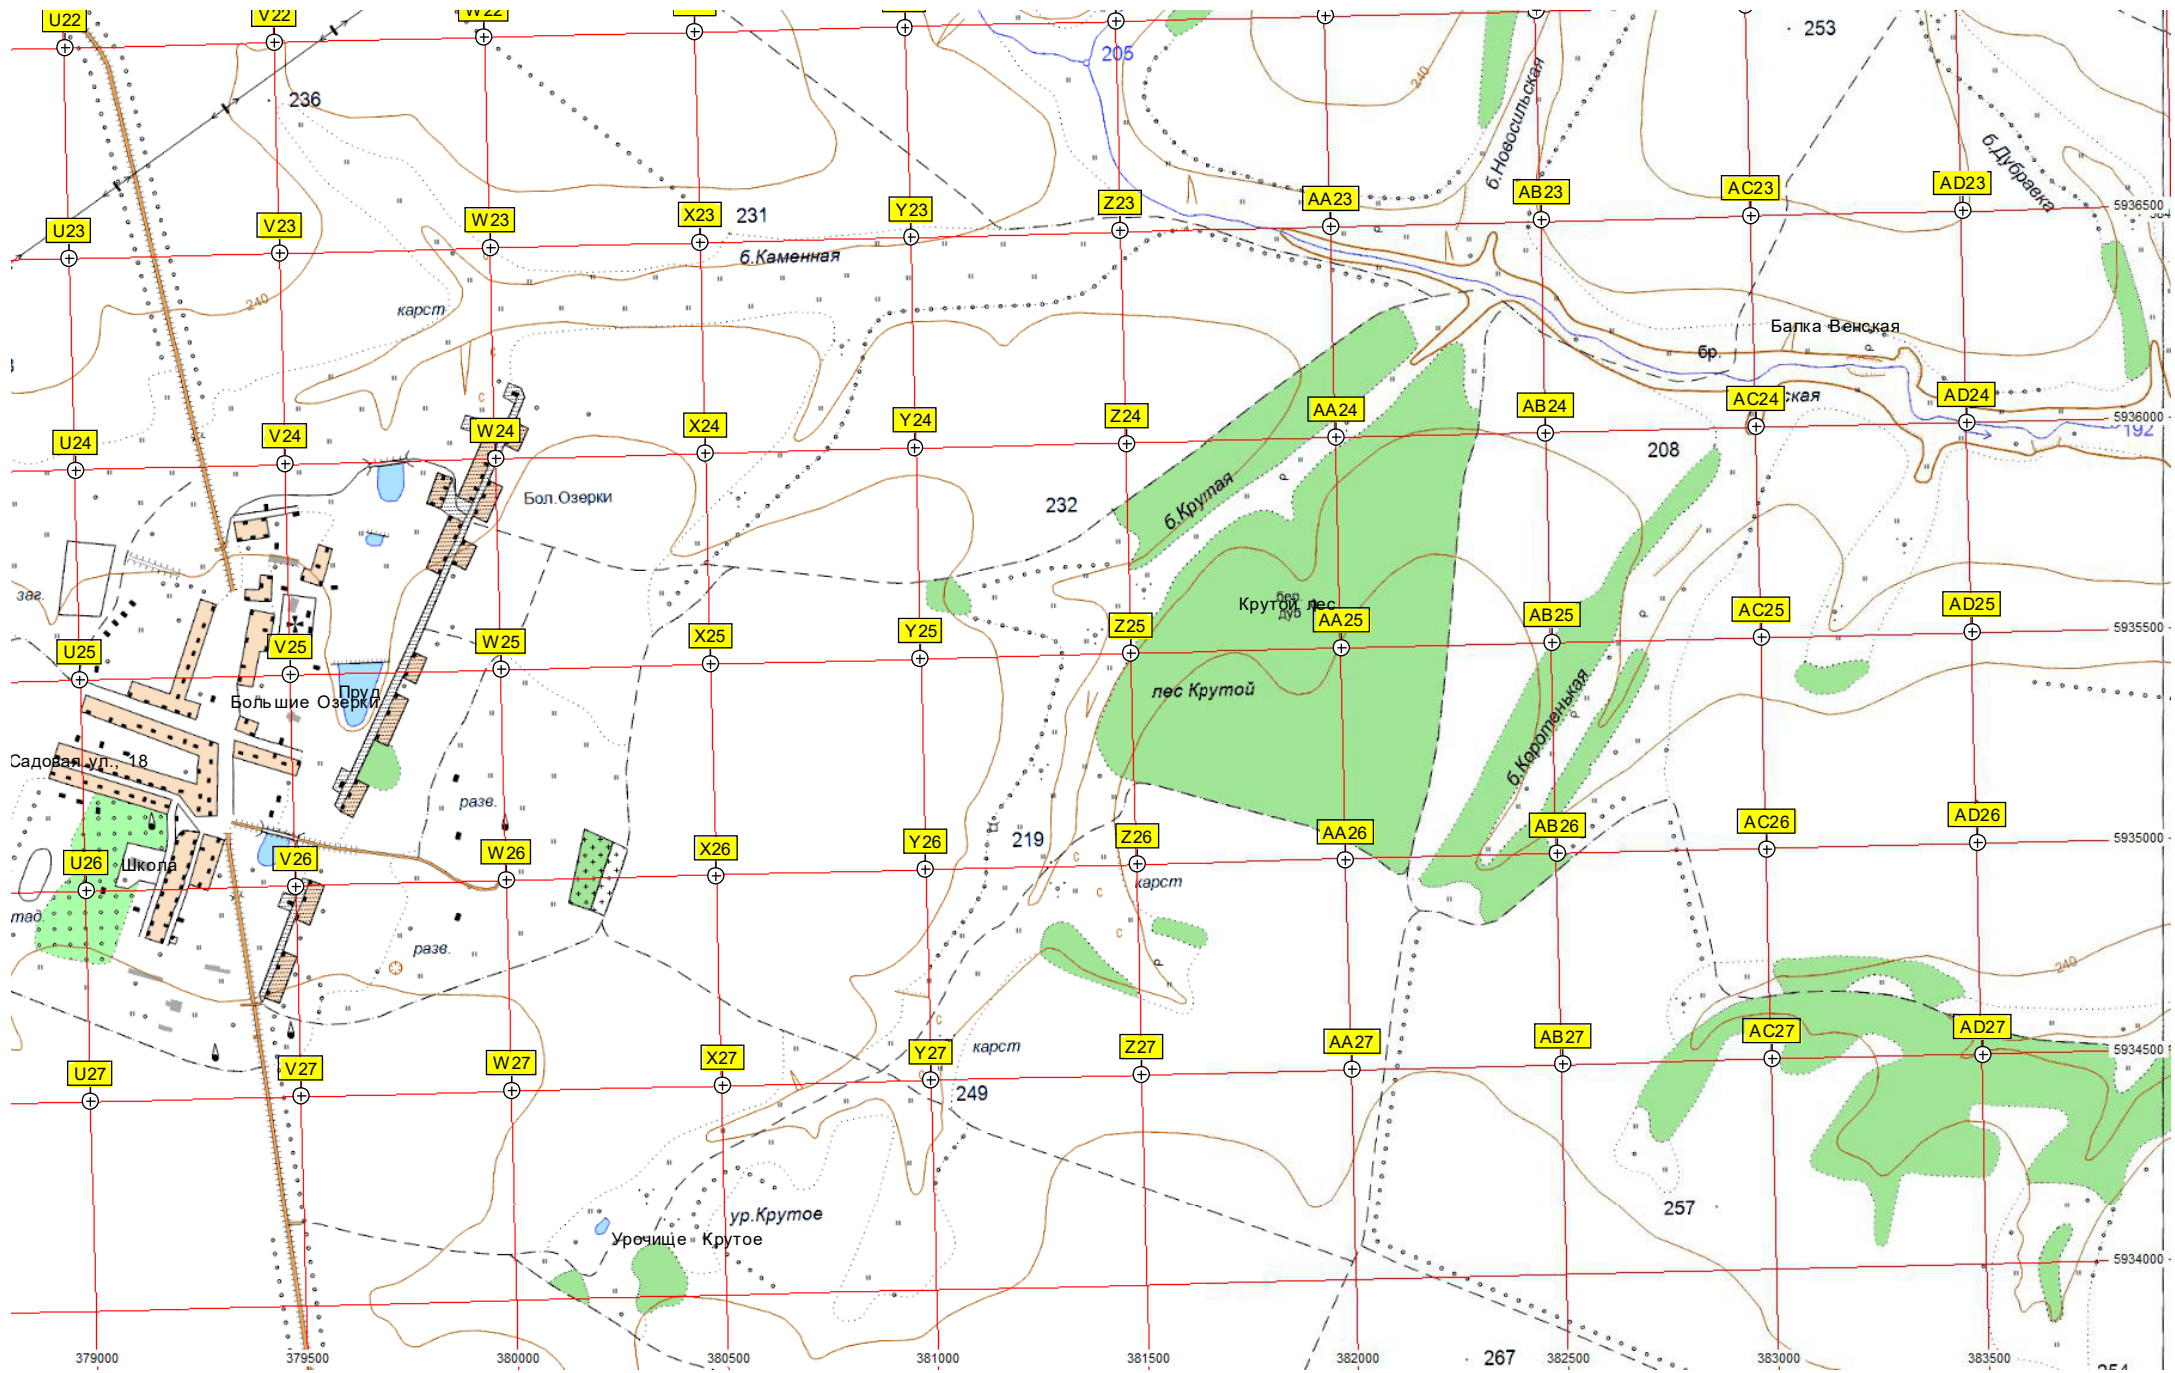 U22
V22
W22
253
205
240
236
б.Новосильская
б.Дубравка
AD23
AC23
AB23
AA23
Z23
Y23
X23
W23
V23
U23
231
5936500
б.Каменная
240
карст
Балка Венская
бр.
с
ская
AD24
AC24
AB24
AA24
Z24
Y24
X24
W24
V24
U24
с
5936000
192
208
Бол.Озерки
232
б.Крутая
заг.
бер.
дуб
Крутой лес
AD25
AC25
AB25
AA25
Z25
Y25
X25
W25
V25
U25
5935500
лес Крутой
Пруд
Большие Озерки
б.Коротенькая
Садовая ул., 18
разв.
AD26
AC26
AB26
AA26
Z26
Y26
X26
W26
V26
U26
219
5935000
с
Школа
карст
с
тад.
с
разв.
240
с
AD27
AC27
AB27
AA27
Z27
Y27
X27
W27
V27
U27
карст
5934500
с
249
257
ур.Крутое
Урочище Крутое
5934000
267
379000
379500
380000
380500
381000
381500
382000
382500
383000
383500